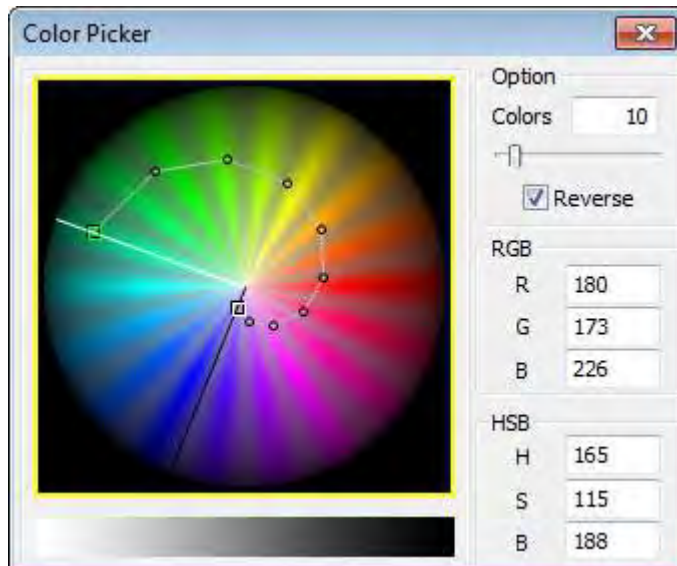 Color Picker
Option
Colors 10
Reverse
RGB
R 180
G 173
B 226
HSB
H 165
S 115
B 188